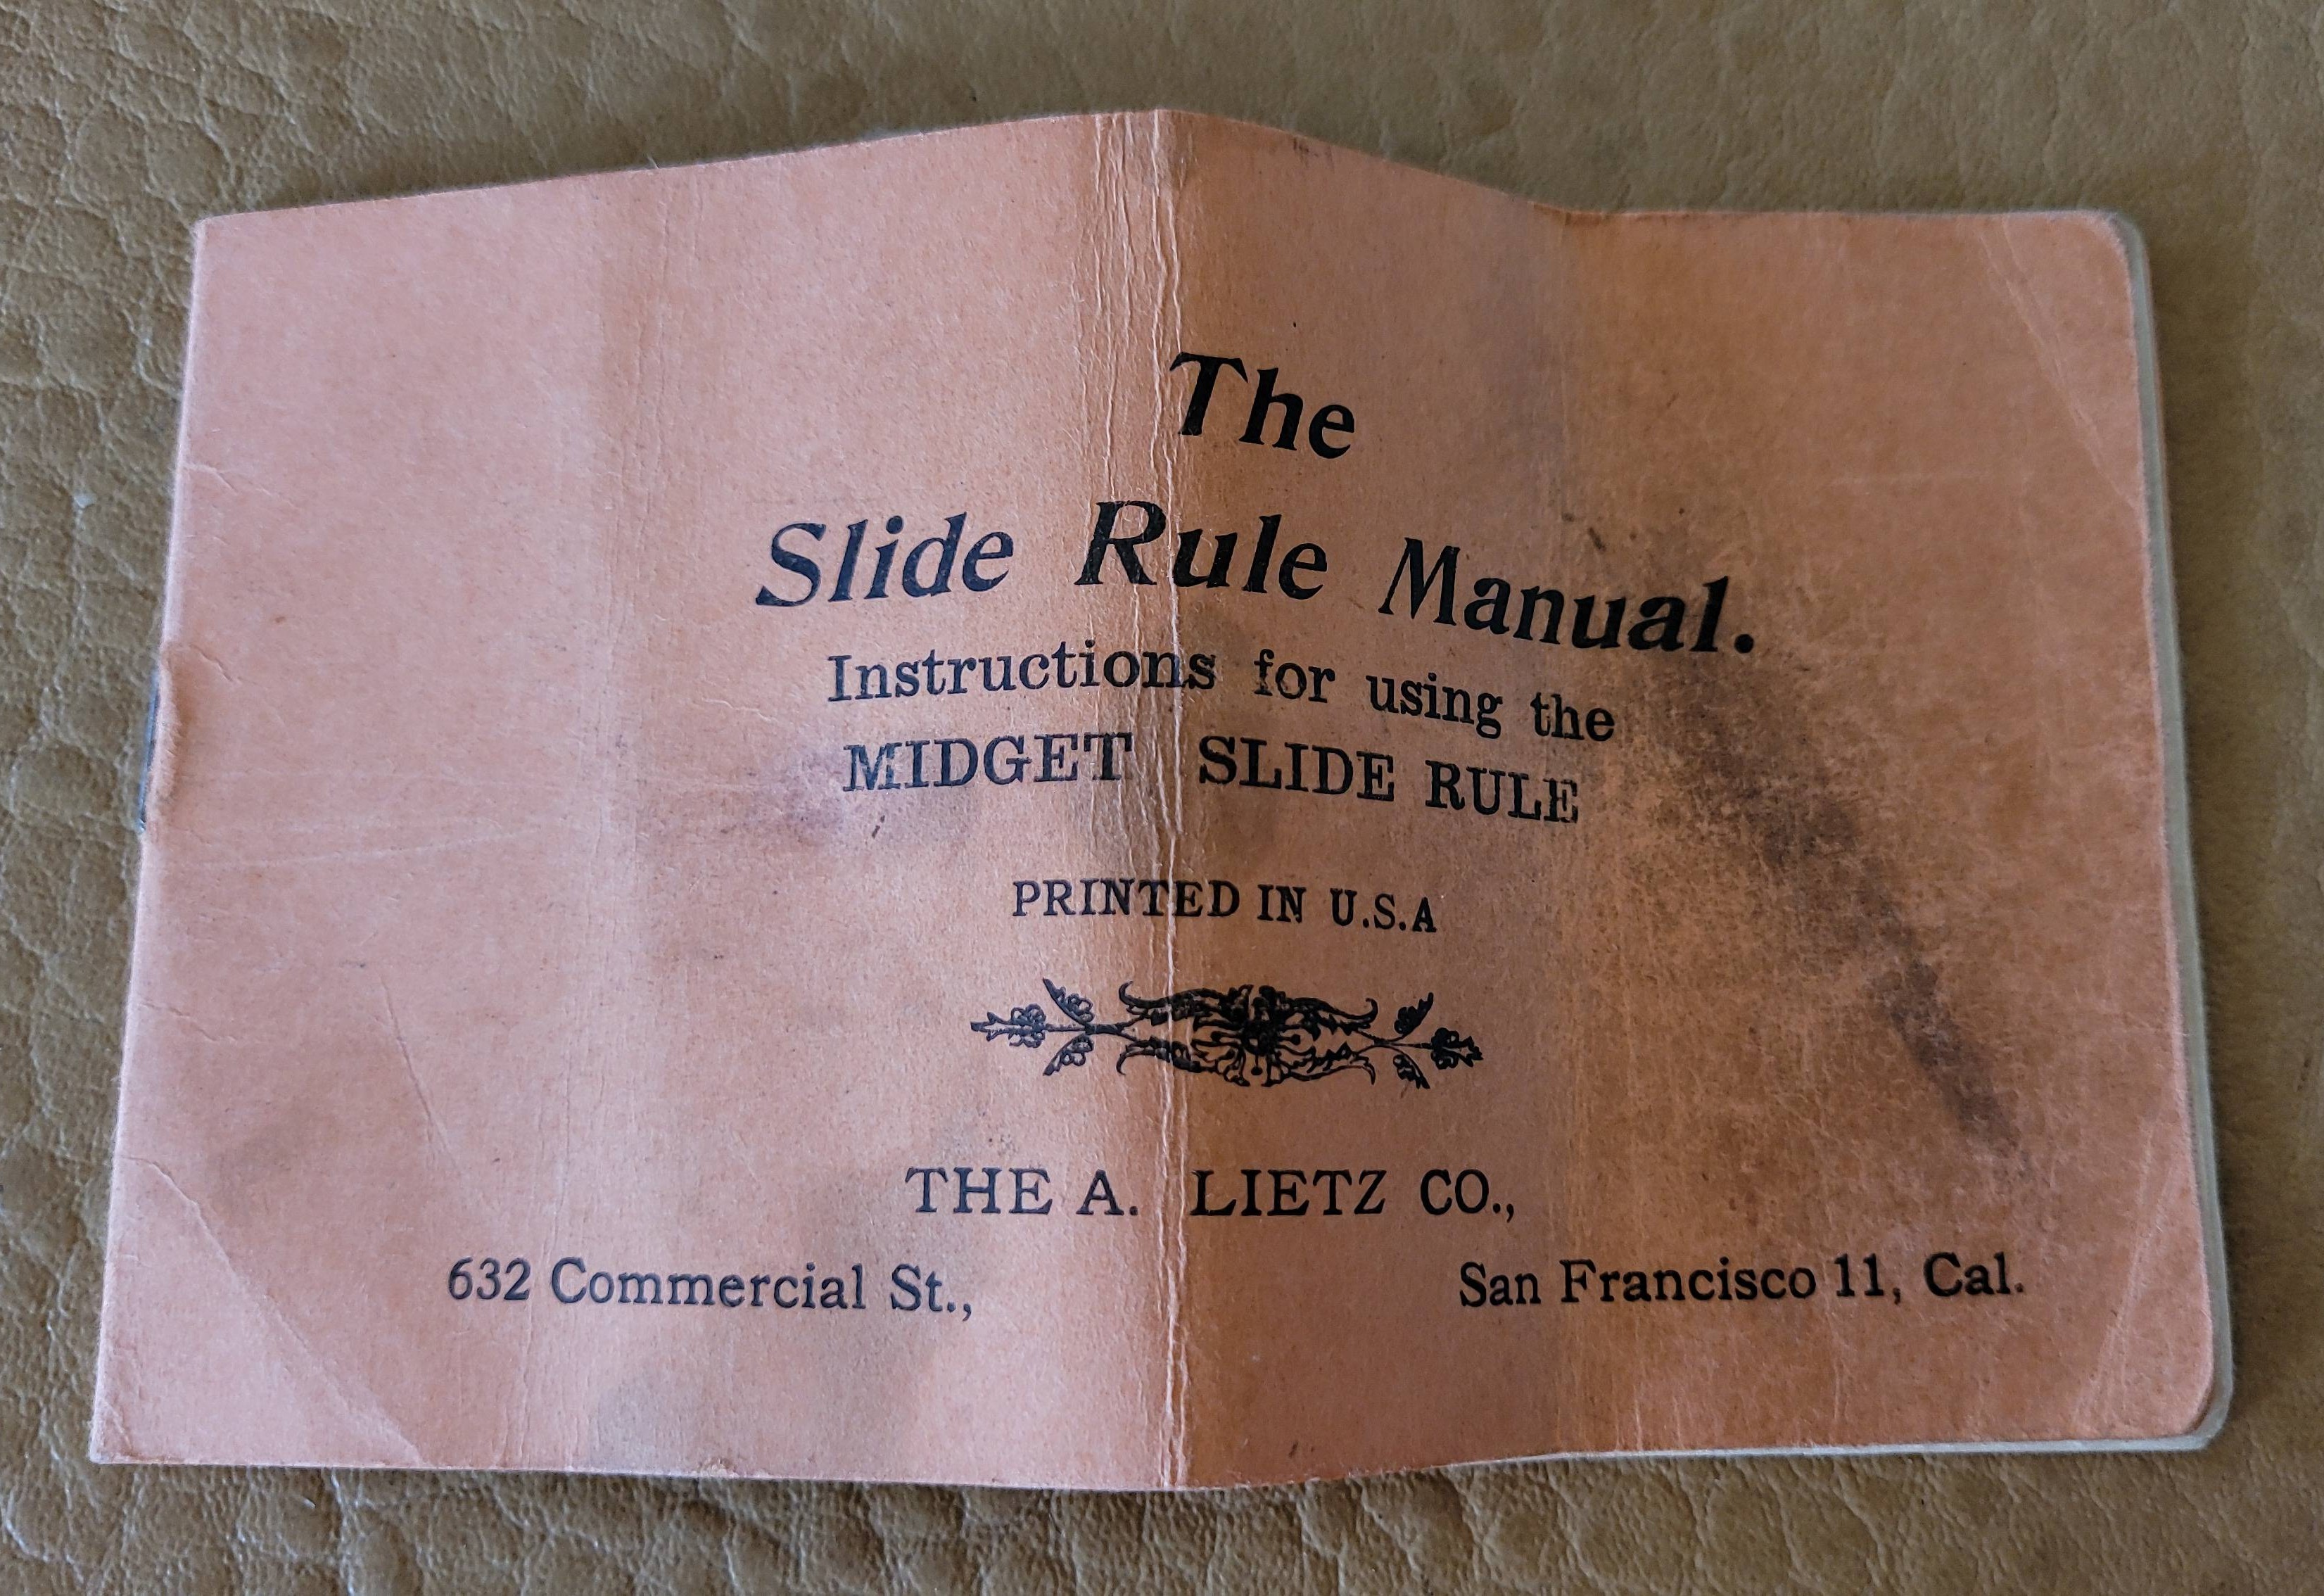 The
Slide Rule Manual.
Instructions for using the
MIDGET SLIDE RULE
PRINTED IN U.S.A
THE A. LIETZ CO.,
632 Commercial St., San Francisco 11, Cal.